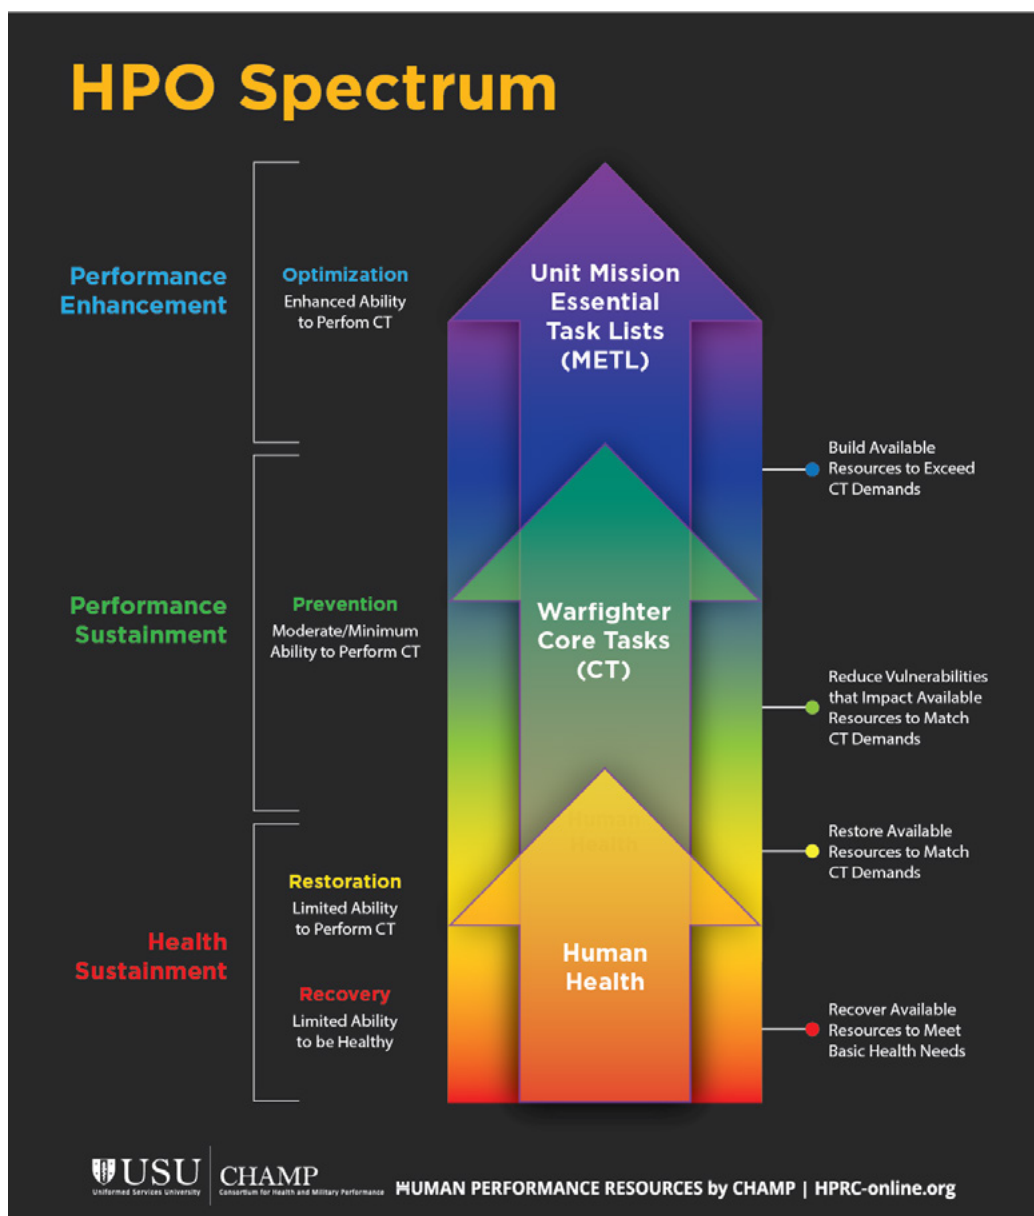 HPO Spectrum
Performance
Enhancement
Optimization
Enhanced Ability
to Perfom CT
Unit Mission
Essential
Task Lists
(METL)
Build Available
Resources to Exceed
CT Demands
Performance
Sustainment
Prevention
Moderate/Minimum
Ability to Perform CT
Warfighter
Core Tasks
(CT)
Reduce Vulnerabilities
that Impact Available
Resources to Match
CT Demands
Human
Health
Restore Available
Resources to Match
CT Demands
Health
Sustainment
Restoration
Limited Ability
to Perform CT
Recovery
Limited Ability
to be Healthy
Human
Health
Recover Available
Resources to Meet
Basic Health Needs
USU
Uniformed Services University
CHAMP
Consortium for Health and Military Performance
HUMAN PERFORMANCE RESOURCES by CHAMP | HPRC-online.org